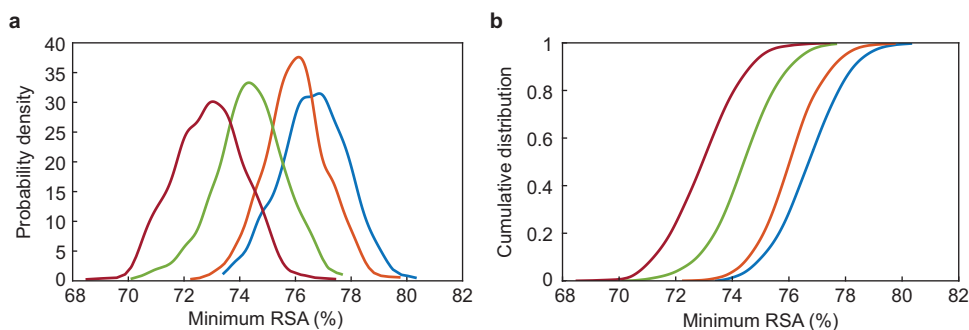 a
40
35
30
25
20
15
10
5
0
Probability density
68 70 72 74 76 78 80 82
Minimum RSA (%)
b
1
0.8
0.6
0.4
0.2
0
Cumulative distribution
68 70 72 74 76 78 80 82
Minimum RSA (%)